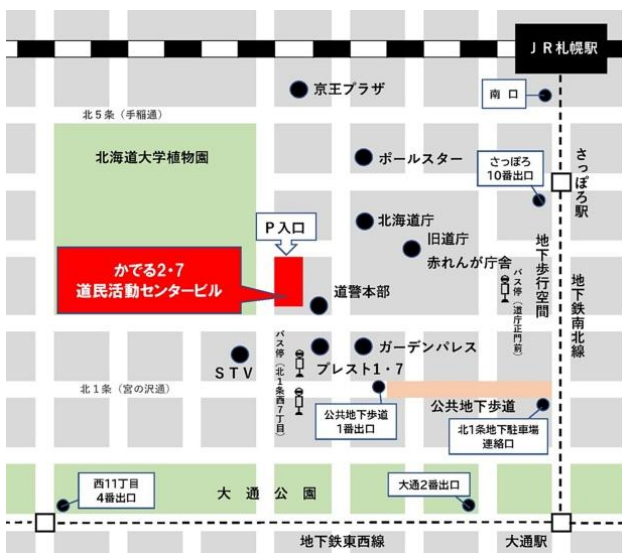 JR札幌駅
京王プラザ
南口
北5条(手稲通)
北海道大学植物園
ポールスター
さっぽろ
10番出口
さっぽろ駅
P入口
北海道庁
旧道庁
赤れんが庁舎
かでる2・7
道民活動センタービル
道警本部
バス停(道庁正門前)
地下歩行空間
地下鉄南北線
STV
バス停(北1条西7丁目)
プレスト1・7
ガーデンパレス
北1条(宮の沢通)
公共地下歩道
1番出口
公共地下歩道
北1条地下駐車場
連絡口
西11丁目
4番出口
大通公園
大通2番出口
地下鉄東西線
大通駅